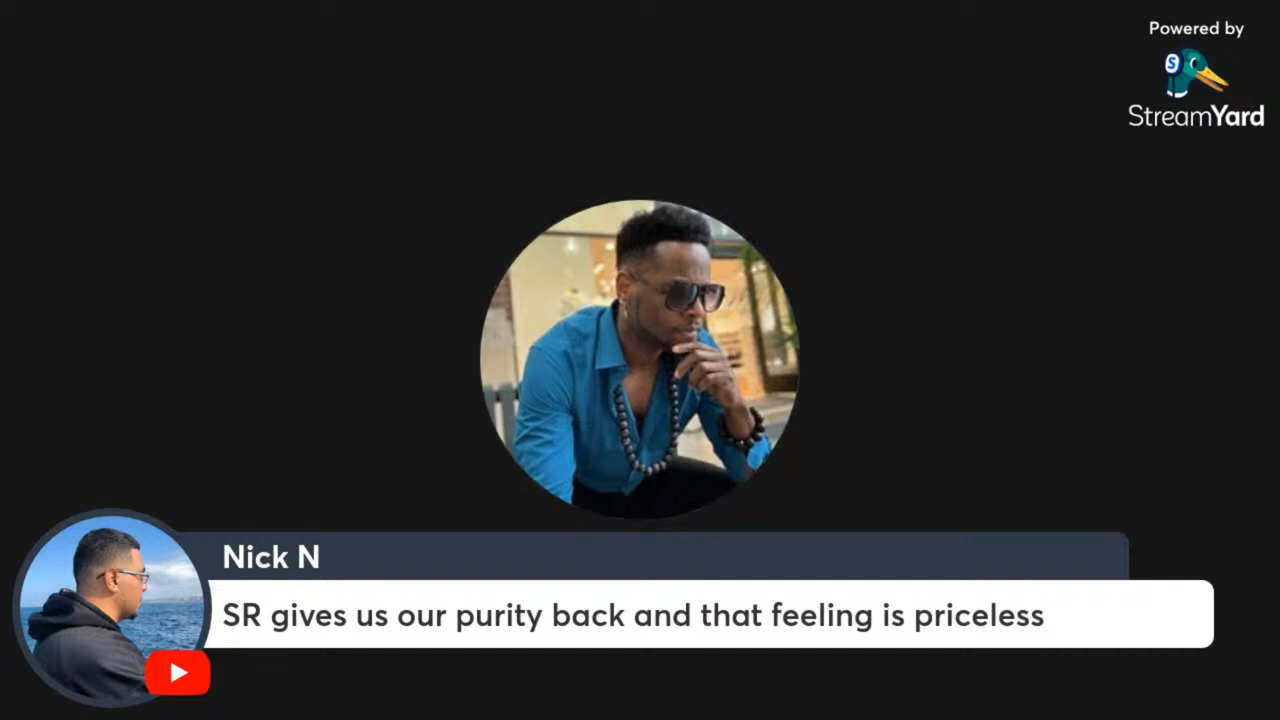 Powered by
S
StreamYard
Nick N
SR gives us our purity back and that feeling is priceless